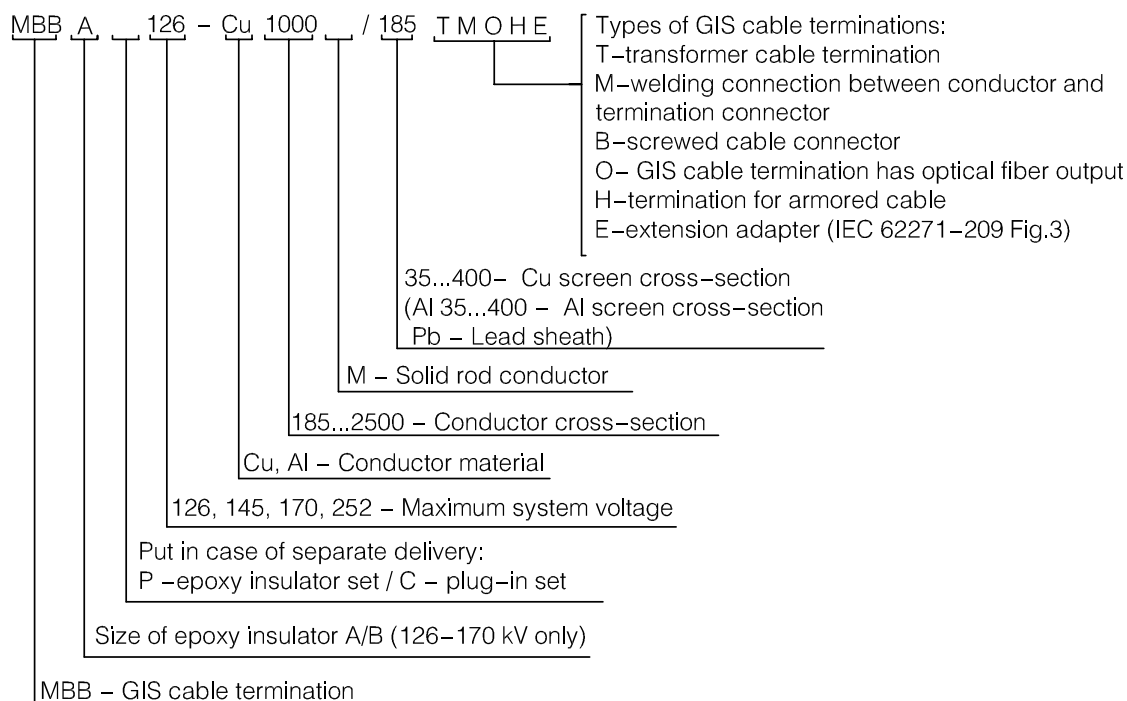 MBB A _ 126 – Cu 1000 _ / 185 T M O H E
Types of GIS cable terminations:
T–transformer cable termination
M–welding connection between conductor and
termination connector
B–screwed cable connector
O– GIS cable termination has optical fiber output
H–termination for armored cable
E–extension adapter (IEC 62271–209 Fig.3)
35...400– Cu screen cross–section
(Al 35...400 – Al screen cross–section
Pb – Lead sheath)
M – Solid rod conductor
185...2500 – Conductor cross–section
Cu, Al – Conductor material
126, 145, 170, 252 – Maximum system voltage
Put in case of separate delivery:
P –epoxy insulator set / C – plug–in set
Size of epoxy insulator A/B (126–170 kV only)
MBB – GIS cable termination